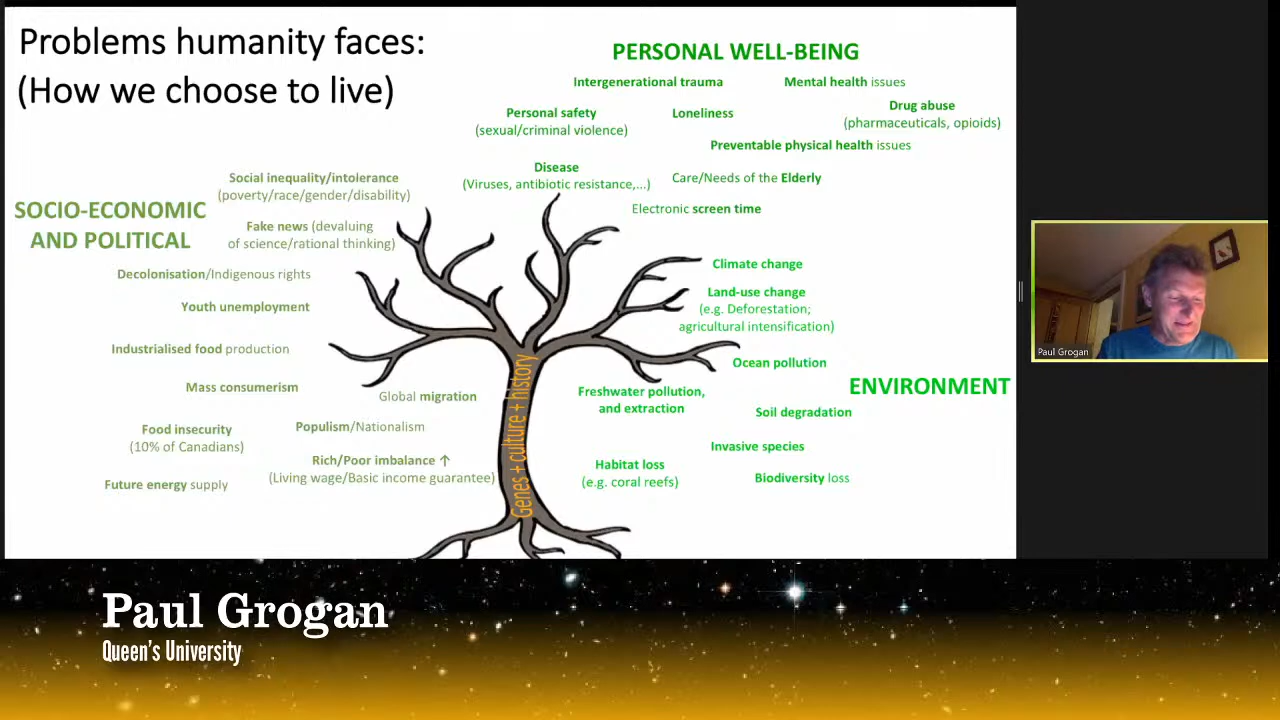 Problems humanity faces:
(How we choose to live)
PERSONAL WELL-BEING
Intergenerational trauma
Mental health issues
Personal safety
(sexual/criminal violence)
Loneliness
Drug abuse
(pharmaceuticals, opioids)
Preventable physical health issues
Disease
(Viruses, antibiotic resistance,...)
Care/Needs of the Elderly
Electronic screen time
SOCIO-ECONOMIC
AND POLITICAL
Social inequality/intolerance
(poverty/race/gender/disability)
Fake news (devaluing
of science/rational thinking)
Decolonisation/Indigenous rights
Youth unemployment
Industrialised food production
Mass consumerism
Global migration
Food insecurity
(10% of Canadians)
Populism/Nationalism
Rich/Poor imbalance ↑
(Living wage/Basic income guarantee)
Future energy supply
Genes + culture + history
Climate change
Land-use change
(e.g. Deforestation;
agricultural intensification)
Ocean pollution
ENVIRONMENT
Freshwater pollution,
and extraction
Soil degradation
Invasive species
Habitat loss
(e.g. coral reefs)
Biodiversity loss
Paul Grogan
Paul Grogan
Queen's University